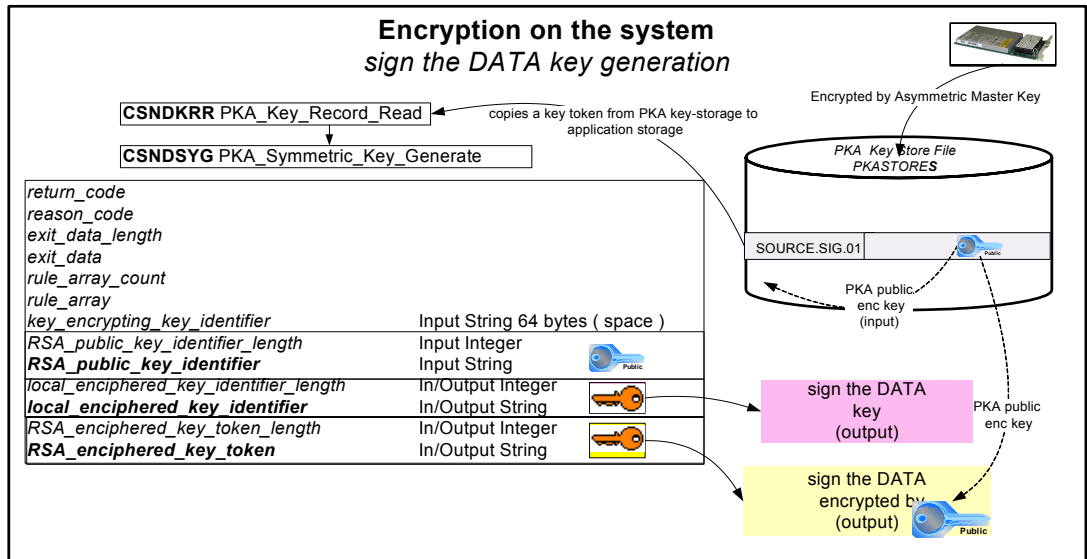 Encryption on the system
sign the DATA key generation
Encrypted by Asymmetric Master Key
CSNDKRR PKA_Key_Record_Read
copies a key token from PKA key-storage to
application storage
CSNDSYG PKA_Symmetric_Key_Generate
PKA Key Store File
PKASTORES
SOURCE.SIG.01
Public
PKA public
enc key
(input)
return_code
reason_code
exit_data_length
exit_data
rule_array_count
rule_array
key_encrypting_key_identifier Input String 64 bytes ( space )
RSA_public_key_identifier_length Input Integer
RSA_public_key_identifier Input String
Public
local_enciphered_key_identifier_length In/Output Integer
local_enciphered_key_identifier In/Output String
RSA_enciphered_key_token_length In/Output Integer
RSA_enciphered_key_token In/Output String
sign the DATA
key
(output)
PKA public
enc key
sign the DATA
encrypted by
(output)
Public